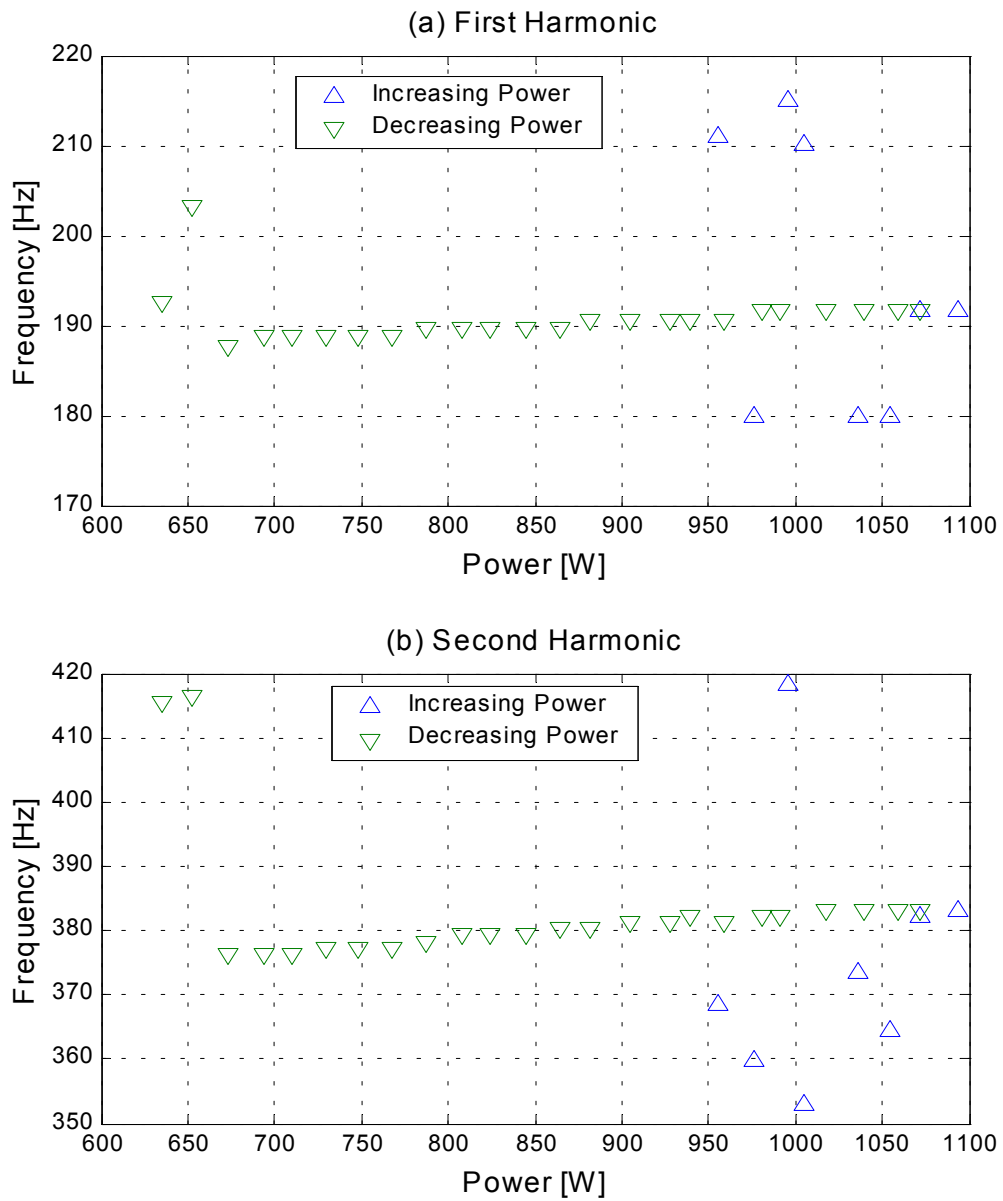 (a) First Harmonic
220
210
200
190
180
170
Frequency [Hz]
Increasing Power
Decreasing Power
600 650 700 750 800 850 900 950 1000 1050 1100
Power [W]
(b) Second Harmonic
420
410
400
390
380
370
360
350
Frequency [Hz]
Increasing Power
Decreasing Power
600 650 700 750 800 850 900 950 1000 1050 1100
Power [W]